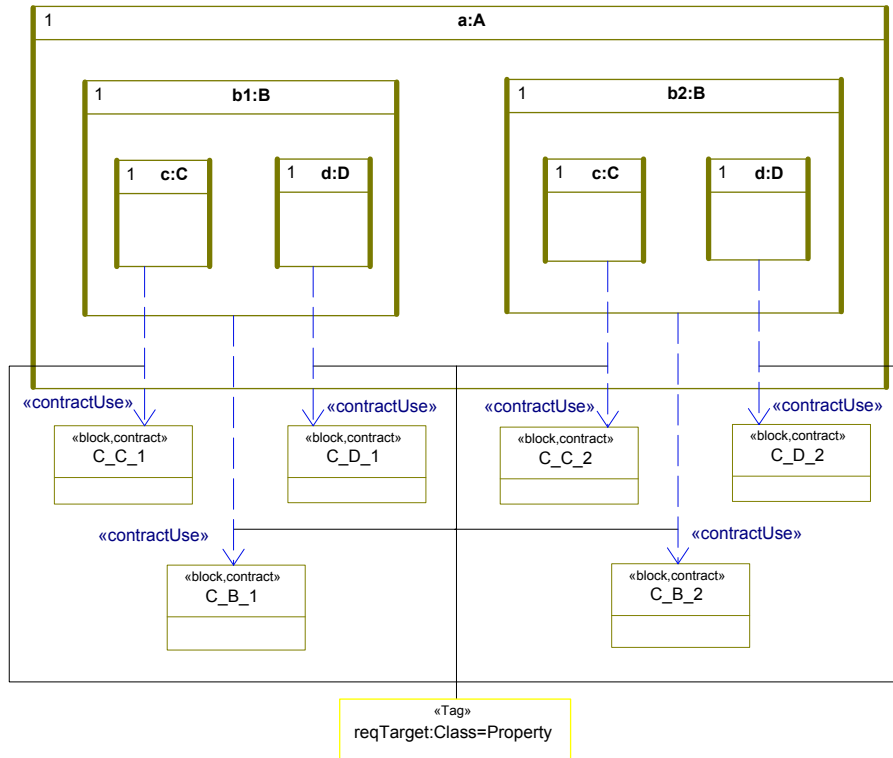 1 a:A
1 b1:B
1 b2:B
1 c:C
1 d:D
1 c:C
1 d:D
«contractUse»
«contractUse»
«contractUse»
«contractUse»
«block,contract»
C_C_1
«block,contract»
C_D_1
«block,contract»
C_C_2
«block,contract»
C_D_2
«contractUse»
«contractUse»
«block,contract»
C_B_1
«block,contract»
C_B_2
«Tag»
reqTarget:Class=Property